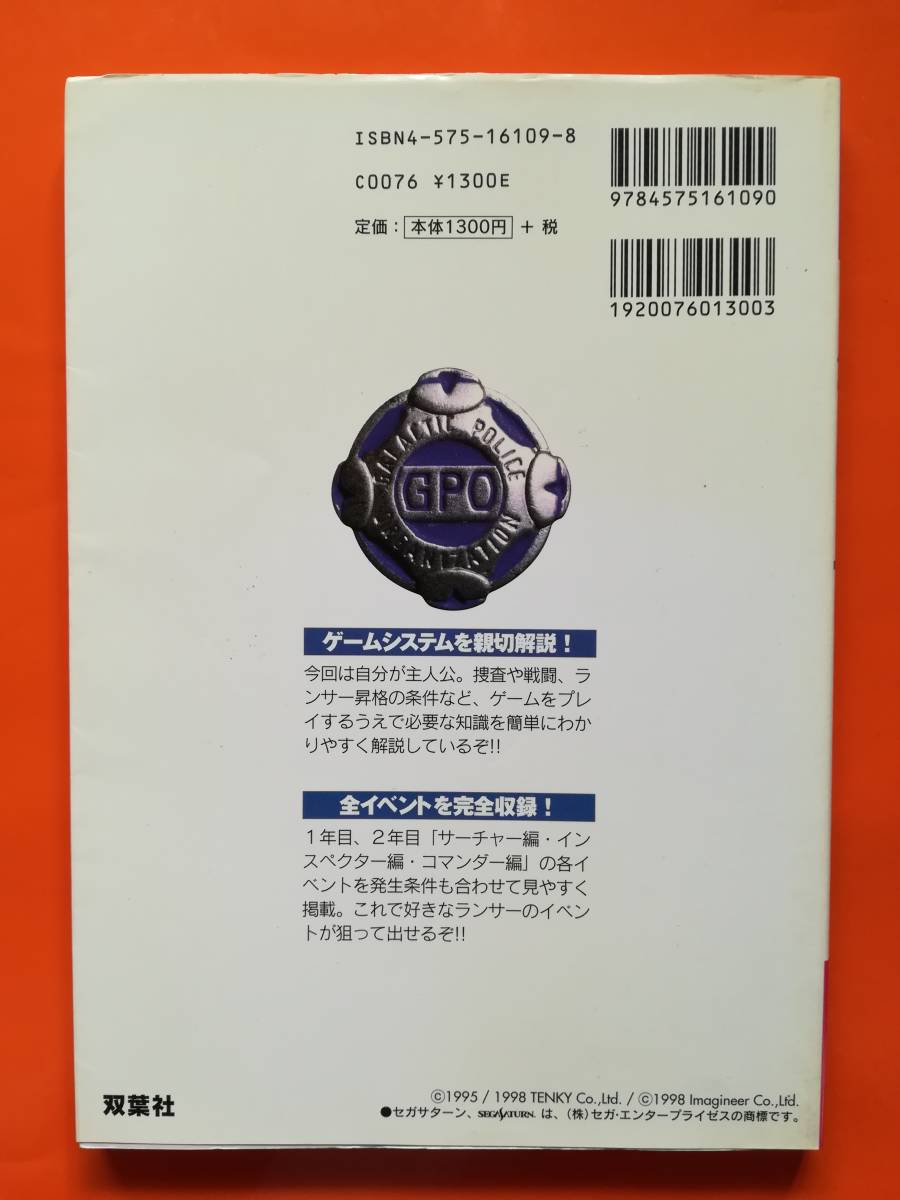 ISBN4-575-16109-8
C0076 ¥1300E
定価：本体1300円＋税
9784575161090
1920076013003
GALACTIC POLICE
GPO
ORGANIZATION
ゲームシステムを親切解説！
今回は自分が主人公。捜査や戦闘、ラ
ンサー昇格の条件など、ゲームをプレ
イするうえで必要な知識を簡単にわか
りやすく解説しているぞ!!
全イベントを完全収録！
１年目、２年目「サーチャー編・イン
スペクター編・コマンダー編」の各イ
ベントを発生条件も合わせて見やすく
掲載。これで好きなランサーのイベン
トが狙って出せるぞ!!
双葉社
©1995 / 1998 TENKY Co.,Ltd. / ©1998 Imagineer Co.,Ltd.
●セガサターン、SEGA SATURN. は、（株）セガ・エンタープライゼスの商標です。